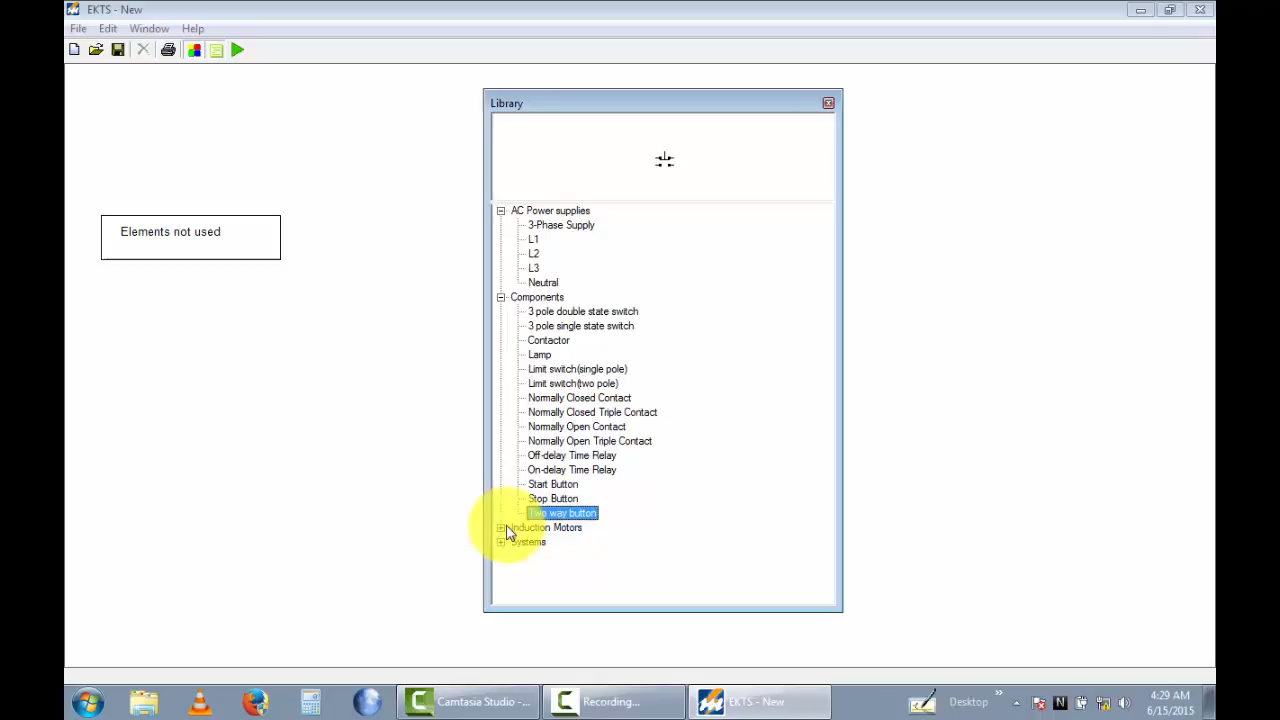 EKTS - New
File Edit Window Help
Library
Elements not used
AC Power supplies
3-Phase Supply
L1
L2
L3
Neutral
Components
3 pole double state switch
3 pole single state switch
Contactor
Lamp
Limit switch(single pole)
Limit switch(two pole)
Normally Closed Contact
Normally Closed Triple Contact
Normally Open Contact
Normally Open Triple Contact
Off-delay Time Relay
On-delay Time Relay
Start Button
Stop Button
Two way button
Induction Motors
Systems
Camtasia Studio -... Recording... EKTS - New Desktop » N 4:29 AM
6/15/2015